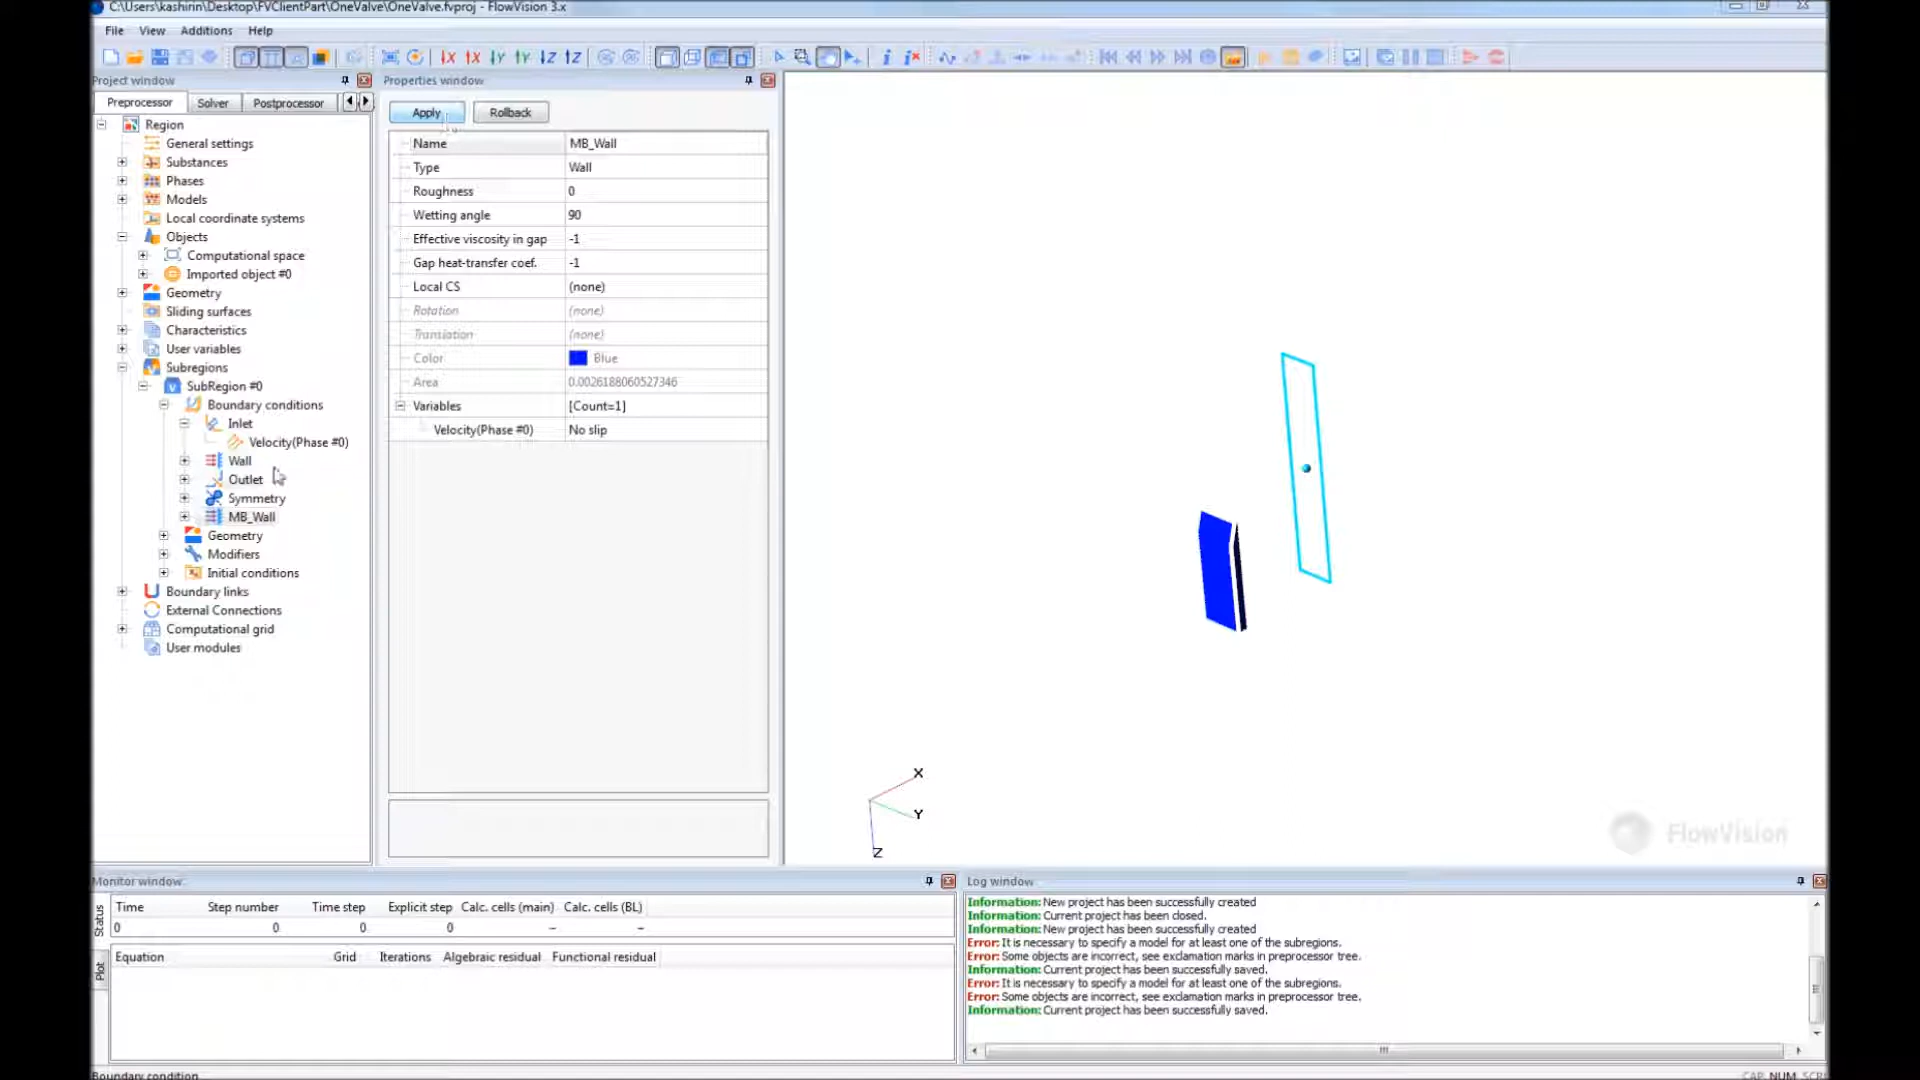 C:\Users\kashirin\Desktop\FVClientPart\OneValve\OneValve.fvproj - FlowVision 3.x
File View Additions Help
Project window
Properties window
Preprocessor Solver Postprocessor
Apply Rollback
Region
General settings
Substances
Phases
Models
Local coordinate systems
Objects
Computational space
Imported object #0
Geometry
Sliding surfaces
Characteristics
User variables
Subregions
SubRegion #0
Boundary conditions
Inlet
Velocity(Phase #0)
Wall
Outlet
Symmetry
MB_Wall
Geometry
Modifiers
Initial conditions
Boundary links
External Connections
Computational grid
User modules
Name MB_Wall
Type Wall
Roughness 0
Wetting angle 90
Effective viscosity in gap -1
Gap heat-transfer coef. -1
Local CS (none)
Rotation (none)
Translation (none)
Color Blue
Area 0.0026188060527346
Variables [Count=1]
Velocity(Phase #0) No slip
X
Y
Z
FlowVision
Monitor window
Status
Plot
Time Step number Time step Explicit step Calc. cells (main) Calc. cells (BL)
0 0 0 0 – –
Equation Grid Iterations Algebraic residual Functional residual
Log window
Information: New project has been successfully created
Information: Current project has been closed.
Information: New project has been successfully created
Error: It is necessary to specify a model for at least one of the subregions.
Error: Some objects are incorrect, see exclamation marks in preprocessor tree.
Information: Current project has been successfully saved.
Error: It is necessary to specify a model for at least one of the subregions.
Error: Some objects are incorrect, see exclamation marks in preprocessor tree.
Information: Current project has been successfully saved.
Boundary condition
CAP NUM SCR